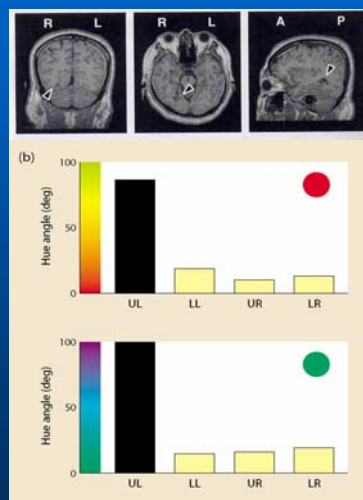 R L
R L
A P
(b)
100
50
0
Hue angle (deg)
UL LL UR LR
100
50
0
Hue angle (deg)
UL LL UR LR